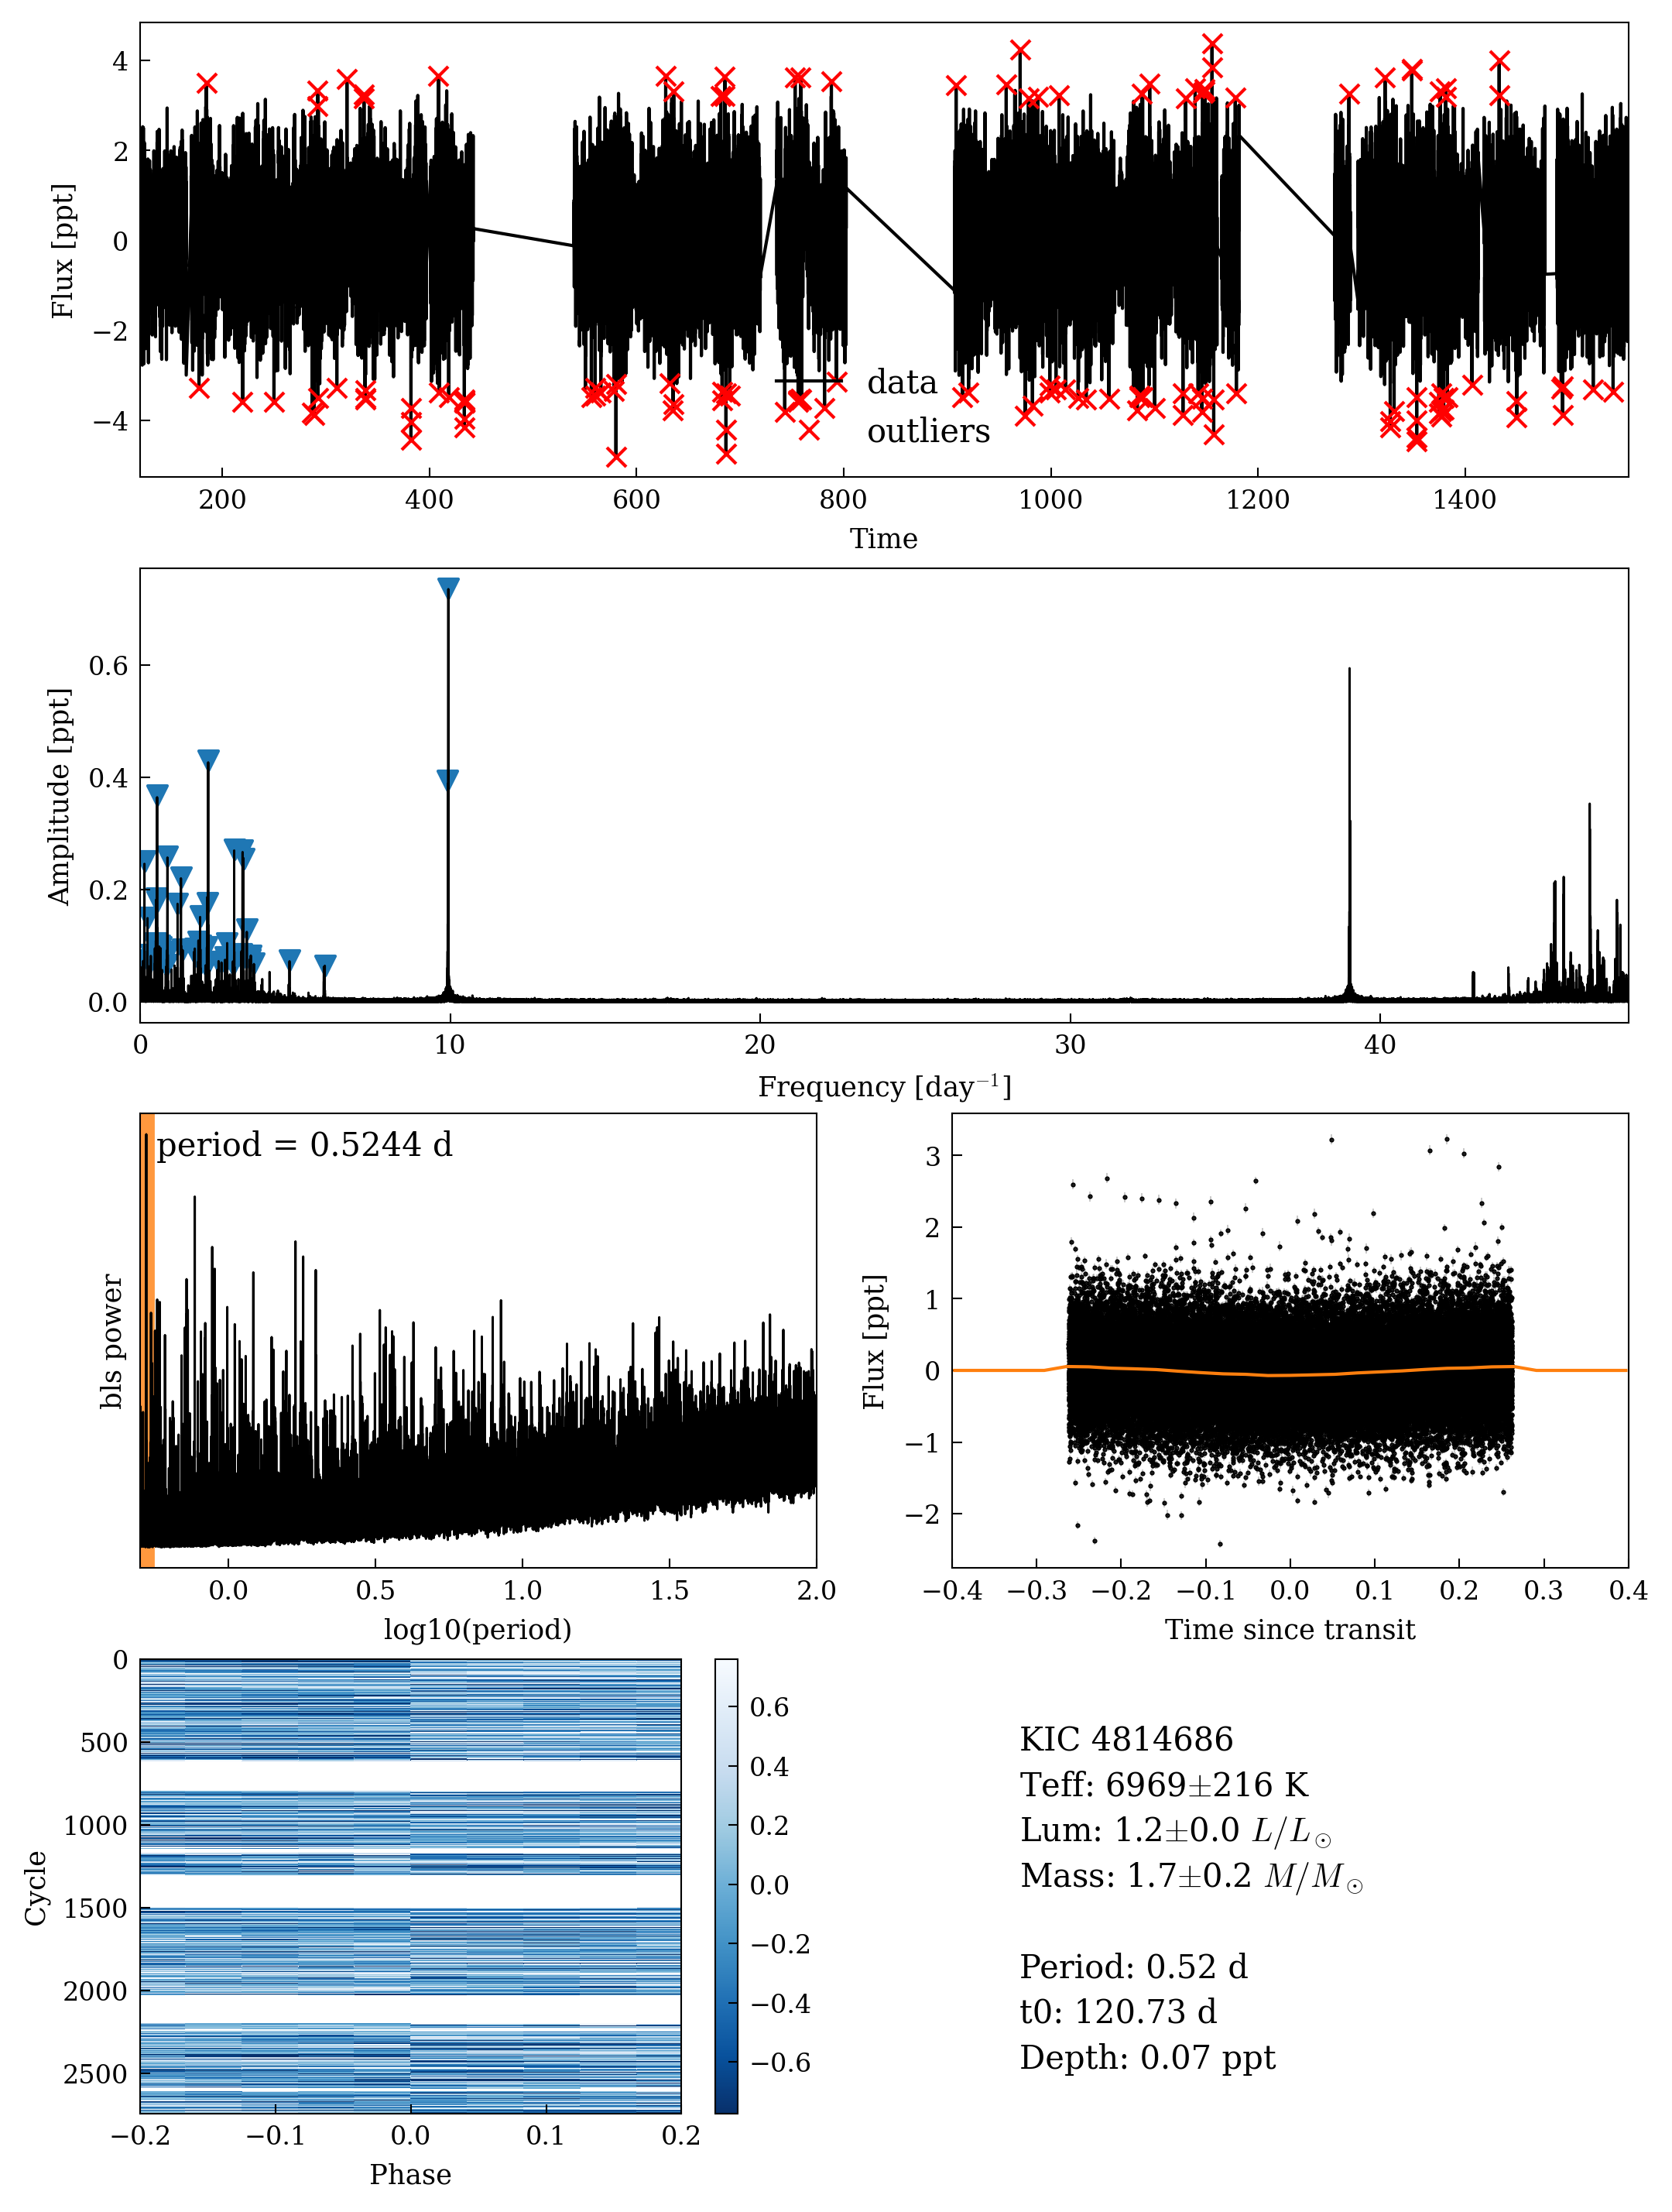 4
2
0
−2
−4
Flux [ppt]
data
outliers
200 400 600 800 1000 1200 1400
Time
0.6
0.4
0.2
0.0
Amplitude [ppt]
0 10 20 30 40
Frequency [day⁻¹]
period = 0.5244 d
bls power
0.0 0.5 1.0 1.5 2.0
log10(period)
3
2
1
0
−1
−2
Flux [ppt]
−0.4 −0.3 −0.2 −0.1 0.0 0.1 0.2 0.3 0.4
Time since transit
0
500
1000
1500
2000
2500
Cycle
−0.2 −0.1 0.0 0.1 0.2
Phase
0.6
0.4
0.2
0.0
−0.2
−0.4
−0.6
KIC 4814686
Teff: 6969±216 K
Lum: 1.2±0.0 L/L⊙
Mass: 1.7±0.2 M/M⊙
Period: 0.52 d
t0: 120.73 d
Depth: 0.07 ppt